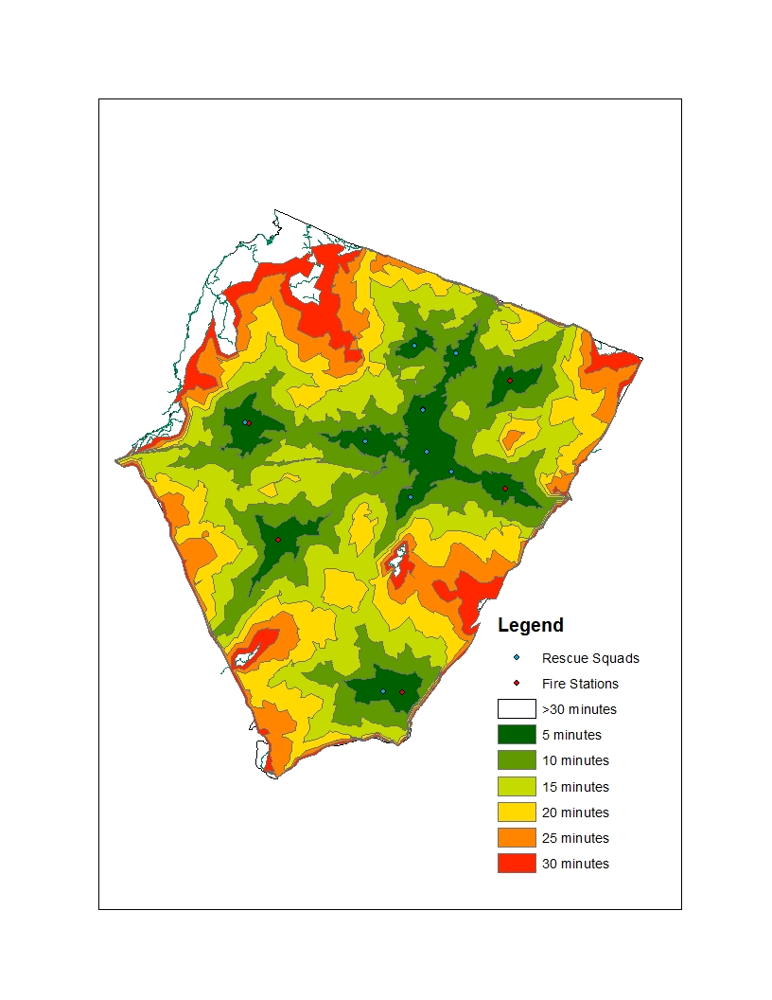 Legend
Rescue Squads
Fire Stations
>30 minutes
5 minutes
10 minutes
15 minutes
20 minutes
25 minutes
30 minutes